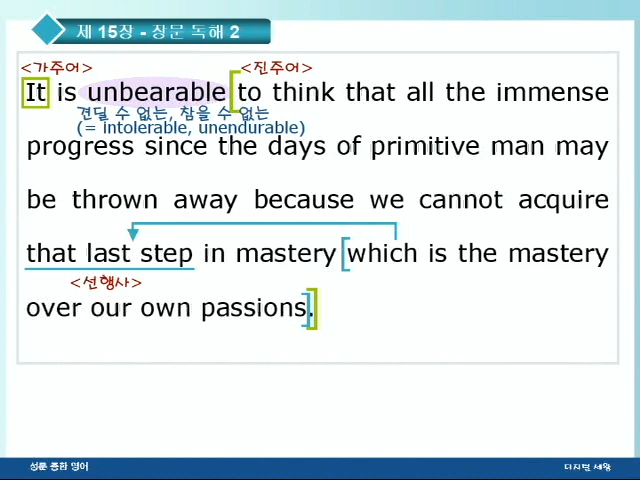 제 15장 - 장문 독해 2
<가주어> <진주어>
It is unbearable to think that all the immense
견딜 수 없는, 참을 수 없는
(= intolerable, unendurable)
progress since the days of primitive man may
be thrown away because we cannot acquire
that last step in mastery which is the mastery
<선행사>
over our own passions.
성문 종합 영어 디지털 세왕